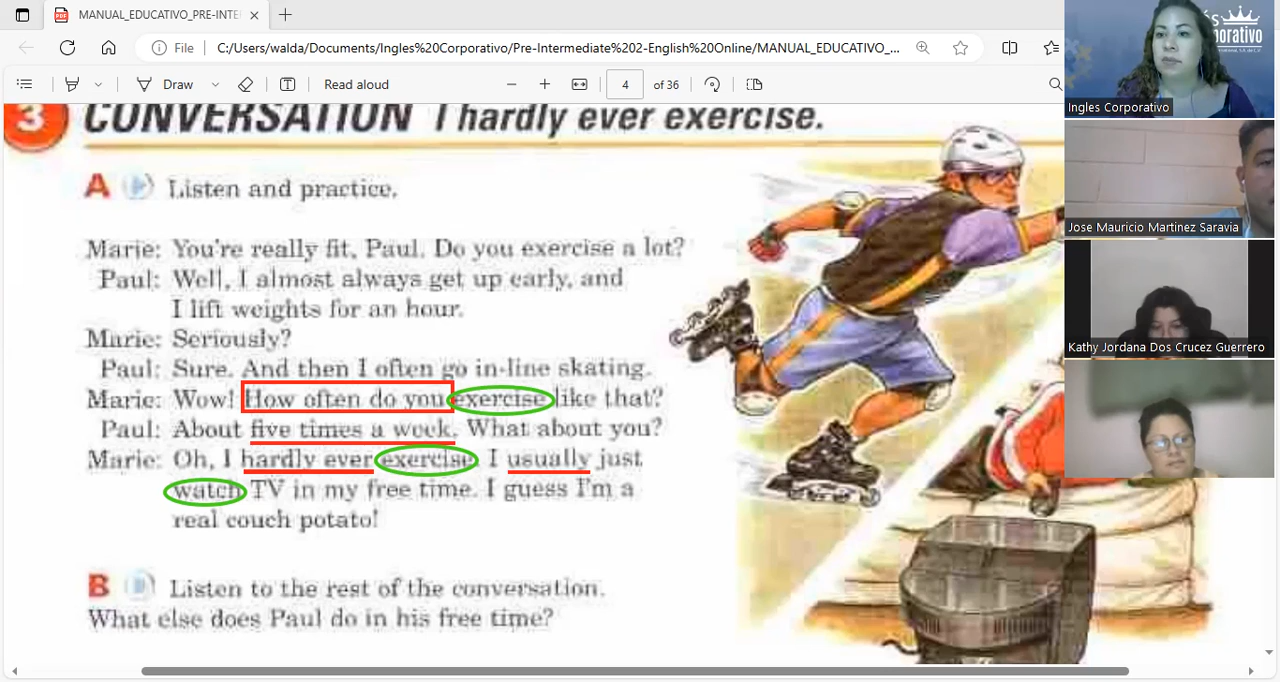 MANUAL_EDUCATIVO_PRE-INTE
File
C:/Users/walda/Documents/Ingles%20Corporativo/Pre-Intermediate%202-English%20Online/MANUAL_EDUCATIVO_...
Draw
Read aloud
4
of 36
3 CONVERSATION I hardly ever exercise.
A Listen and practice.
Marie: You're really fit, Paul. Do you exercise a lot?
Paul: Well, I almost always get up early, and
I lift weights for an hour.
Marie: Seriously?
Paul: Sure. And then I often go in-line skating.
Marie: Wow! How often do you exercise like that?
Paul: About five times a week. What about you?
Marie: Oh, I hardly ever exercise. I usually just
watch TV in my free time. I guess I'm a
real couch potato!
B Listen to the rest of the conversation.
What else does Paul do in his free time?
Ingles Corporativo
Jose Mauricio Martinez Saravia
Kathy Jordana Dos Crucez Guerrero